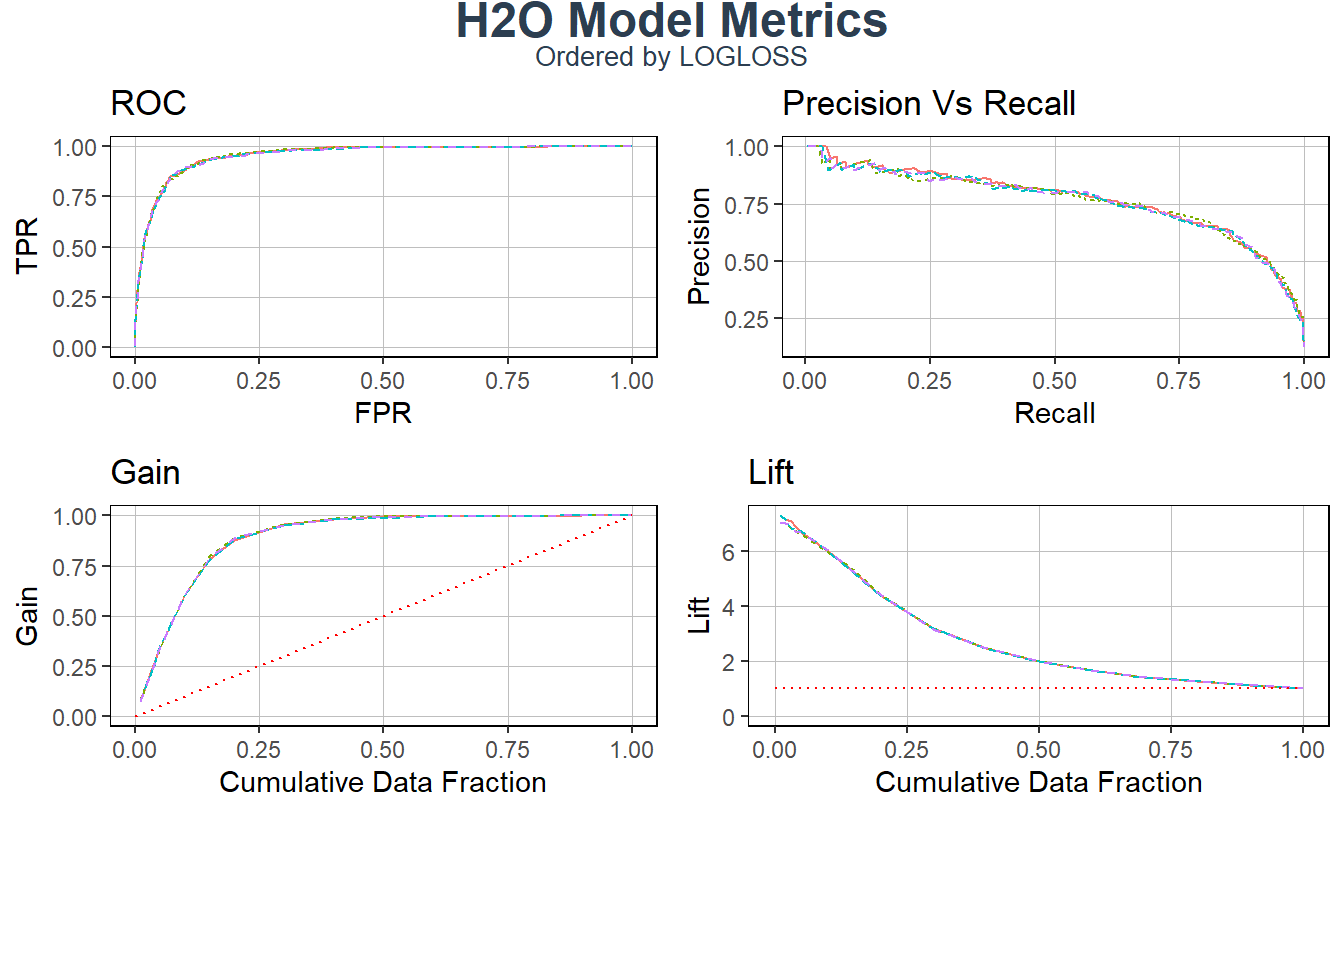 H2O Model Metrics
Ordered by LOGLOSS
ROC
1.00
0.75
0.50
0.25
0.00
TPR
0.00 0.25 0.50 0.75 1.00
FPR
Precision Vs Recall
1.00
0.75
0.50
0.25
Precision
0.00 0.25 0.50 0.75 1.00
Recall
Gain
1.00
0.75
0.50
0.25
0.00
Gain
0.00 0.25 0.50 0.75 1.00
Cumulative Data Fraction
Lift
6
4
2
0
Lift
0.00 0.25 0.50 0.75 1.00
Cumulative Data Fraction